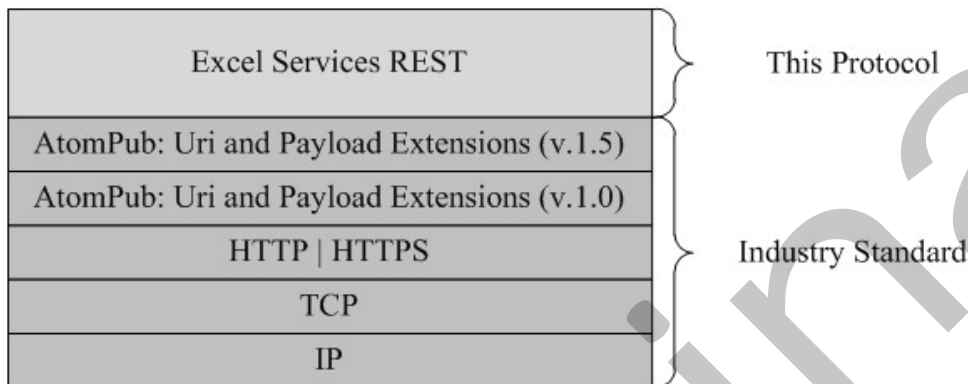 Excel Services REST
This Protocol
AtomPub: Uri and Payload Extensions (v.1.5)
AtomPub: Uri and Payload Extensions (v.1.0)
HTTP | HTTPS
Industry Standard
TCP
IP